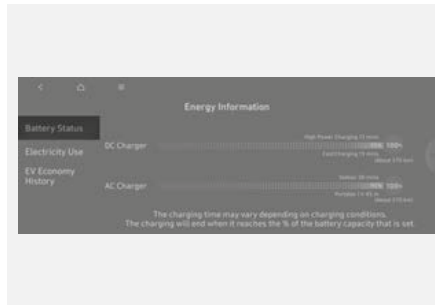 Energy Information
Battery Status
Electricity Use
EV Economy
History
DC Charger
High Power Charging
100%
AC Charger
100%
The charging time may vary depending on charging conditions.
The charging will end when it reaches the % of the battery capacity that is set